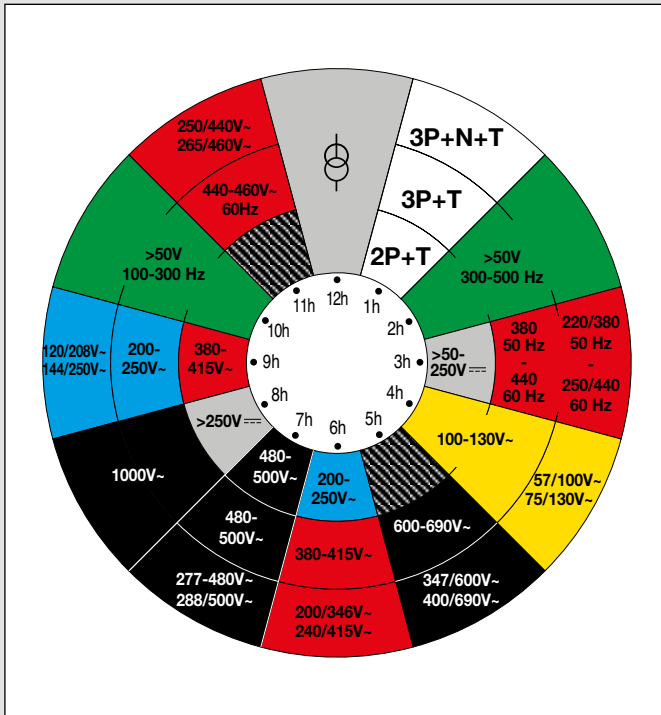 3P+N+T
3P+T
2P+T
>50V
300-500 Hz
220/380
50 Hz
-
250/440
60 Hz
380
50 Hz
-
440
60 Hz
>50-
250V⎓
100-130V~
57/100V~
75/130V~
600-690V~
347/600V~
400/690V~
200-
250V~
380-415V~
200/346V~
240/415V~
480-
500V~
480-
500V~
277-480V~
288/500V~
>250V⎓
1000V~
380-
415V~
200-
250V~
120/208V~
144/250V~
>50V
100-300 Hz
250/440V~
265/460V~
440-460V~
60Hz
12h
1h
2h
3h
4h
5h
6h
7h
8h
9h
10h
11h